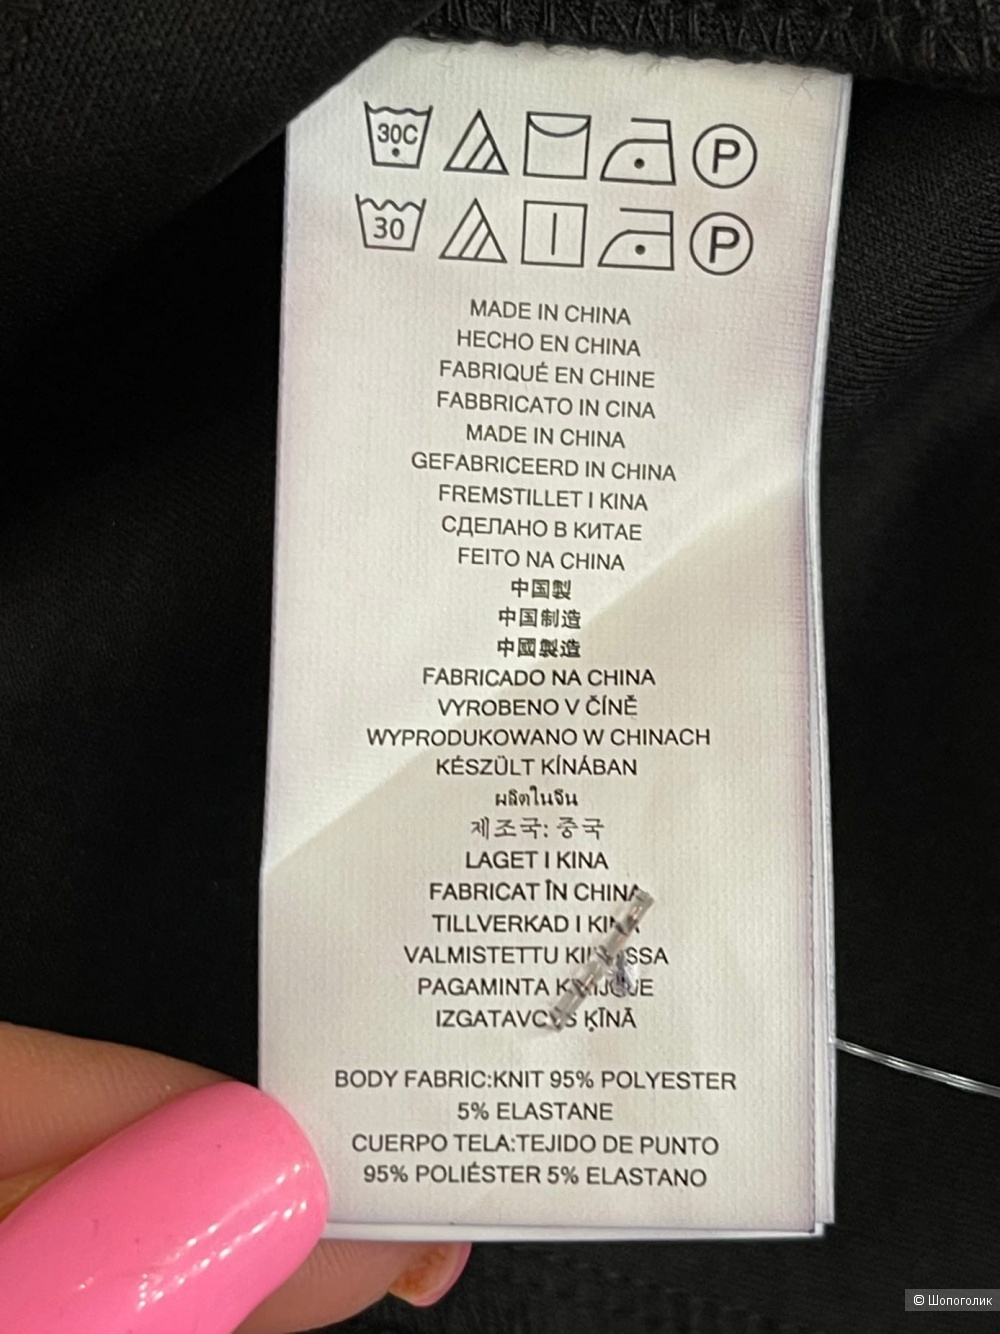 30C P
30 P
MADE IN CHINA
HECHO EN CHINA
FABRIQUÉ EN CHINE
FABBRICATO IN CINA
MADE IN CHINA
GEFABRICEERD IN CHINA
FREMSTILLET I KINA
СДЕЛАНО В КИТАЕ
FEITO NA CHINA
中国製
中国制造
中國製造
FABRICADO NA CHINA
VYROBENO V ČÍNĚ
WYPRODUKOWANO W CHINACH
KÉSZÜLT KÍNÁBAN
ผลิตในจีน
제조국: 중국
LAGET I KINA
FABRICAT ÎN CHINA
TILLVERKAD I KINA
VALMISTETTU
PAGAMINTA
ĶĪNĀ
BODY FABRIC:KNIT 95% POLYESTER
5% ELASTANE
CUERPO TELA:TEJIDO DE PUNTO
95% POLIÉSTER 5% ELASTANO
© Шопоголик